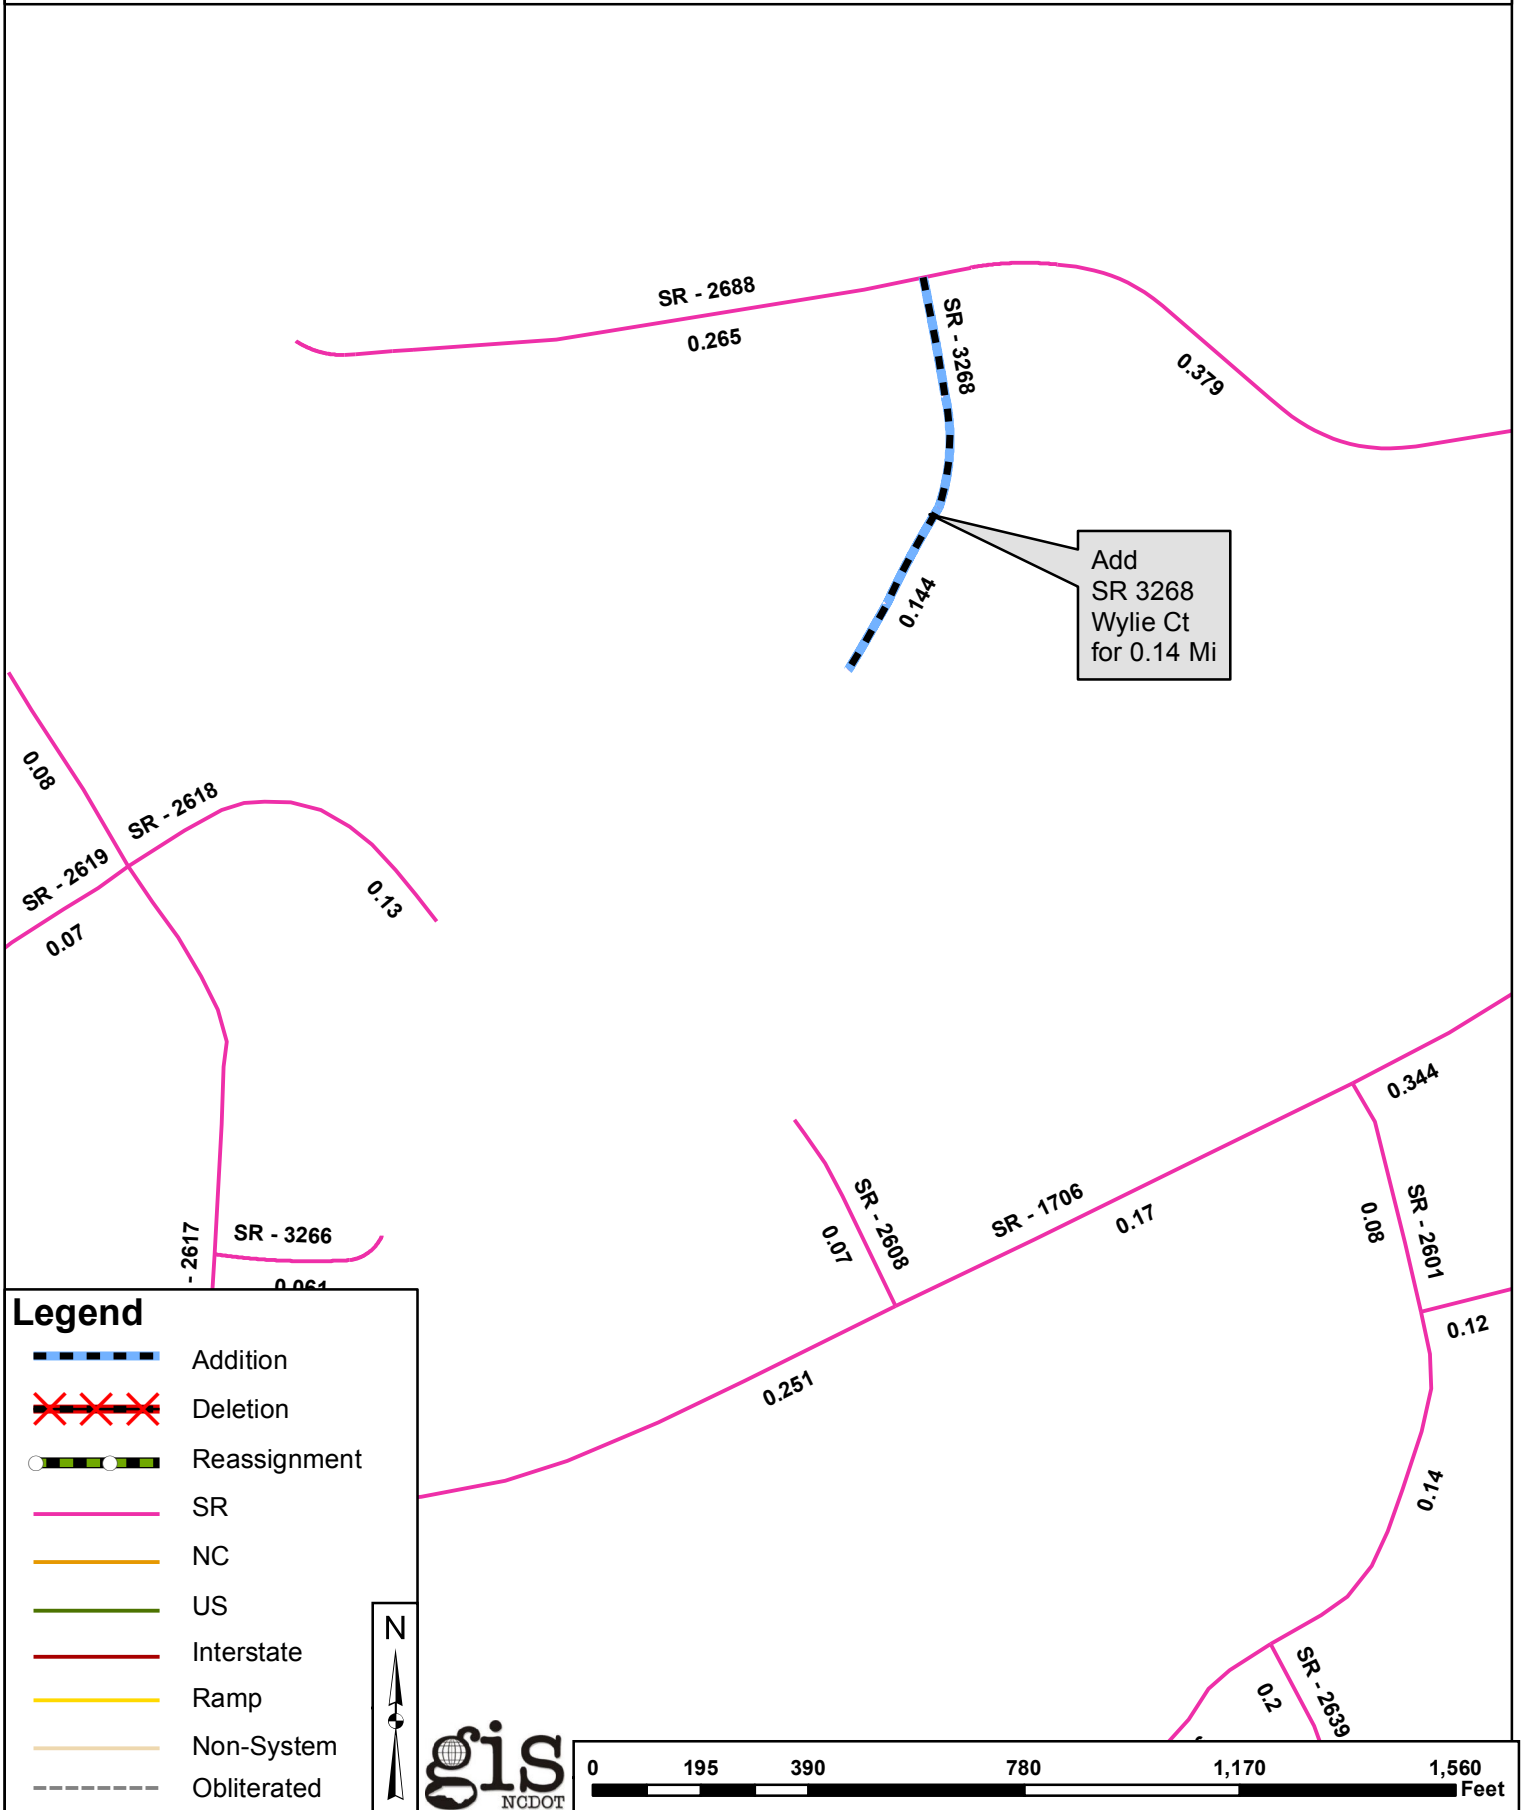 SR - 2688
0.265
SR - 3268
0.379
Add
SR 3268
Wylie Ct
for 0.14 Mi
0.144
0.08
SR - 2618
SR - 2619
0.13
0.07
0.344
SR - 1706
0.17
SR - 2608
0.07
SR - 2601
0.08
- 2617
SR - 3266
0.061
0.12
0.251
0.14
SR - 2639
0.2
Legend
Addition
Deletion
Reassignment
SR
NC
US
Interstate
Ramp
Non-System
Obliterated
N
gis
NCDOT
0 195 390 780 1,170 1,560
Feet